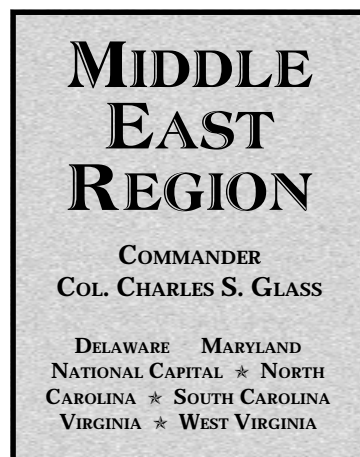 MIDDLE
EAST
REGION
COMMANDER
COL. CHARLES S. GLASS
DELAWARE MARYLAND
NATIONAL CAPITAL ✯ NORTH
CAROLINA ✯ SOUTH CAROLINA
VIRGINIA ✯ WEST VIRGINIA